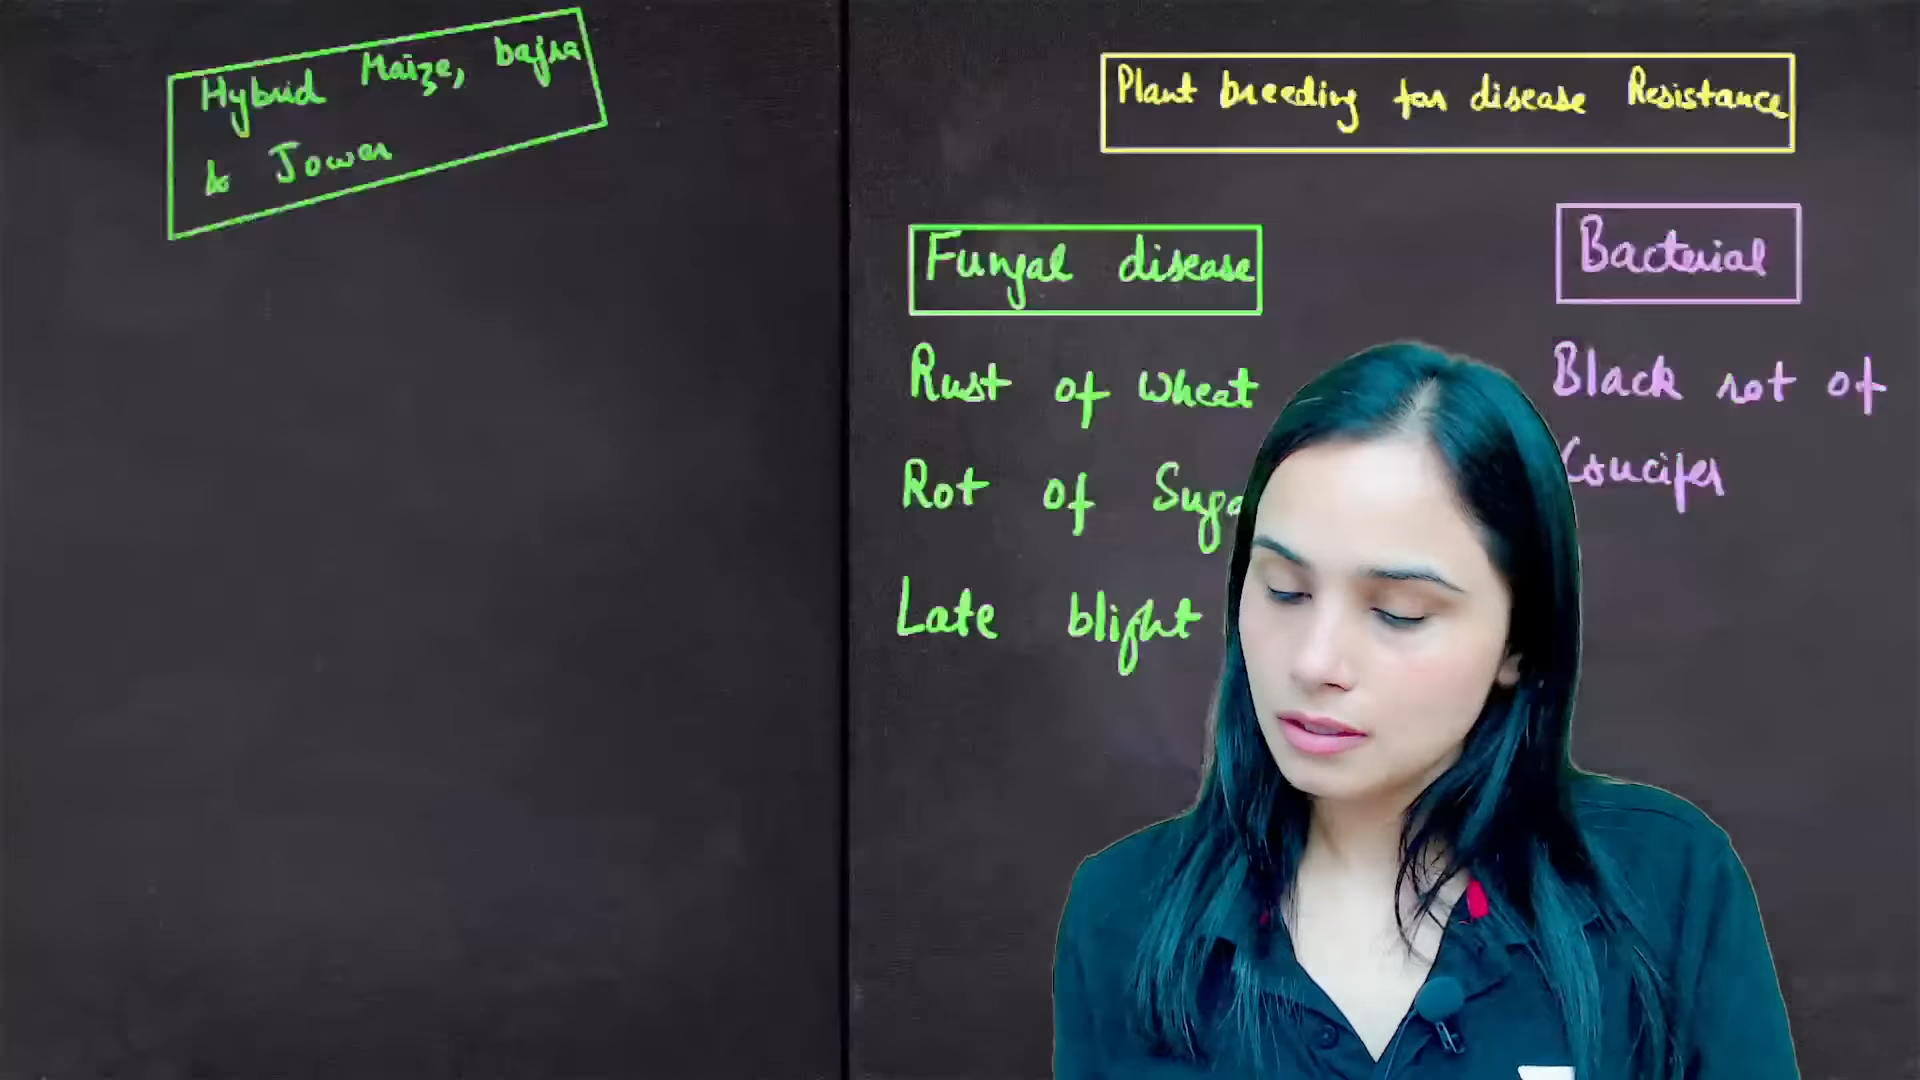 Hybrid Maize, bajra
& Jowar
Plant breeding for disease Resistance
Fungal disease
Rust of wheat
Rot of
Late blight
Bacterial
Black rot of
Crucifer